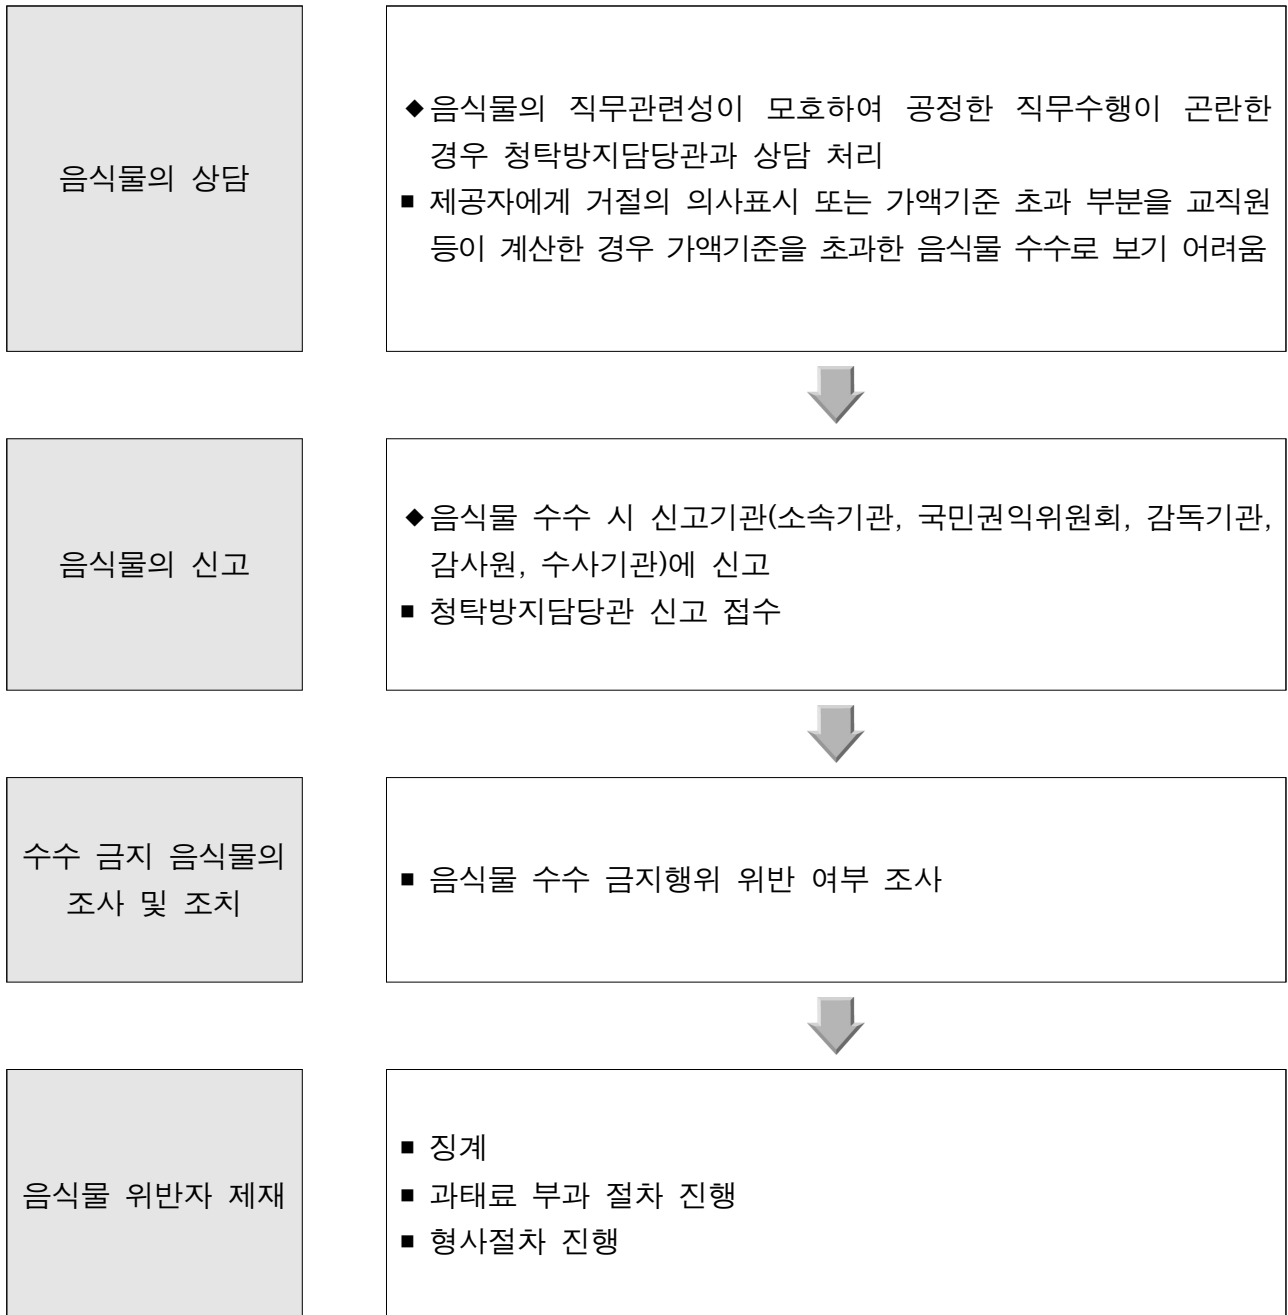 음식물의 상담
◆음식물의 직무관련성이 모호하여 공정한 직무수행이 곤란한
경우 청탁방지담당관과 상담 처리
■ 제공자에게 거절의 의사표시 또는 가액기준 초과 부분을 교직원
등이 계산한 경우 가액기준을 초과한 음식물 수수로 보기 어려움
음식물의 신고
◆음식물 수수 시 신고기관(소속기관, 국민권익위원회, 감독기관,
감사원, 수사기관)에 신고
■ 청탁방지담당관 신고 접수
수수 금지 음식물의
조사 및 조치
■ 음식물 수수 금지행위 위반 여부 조사
음식물 위반자 제재
■ 징계
■ 과태료 부과 절차 진행
■ 형사절차 진행